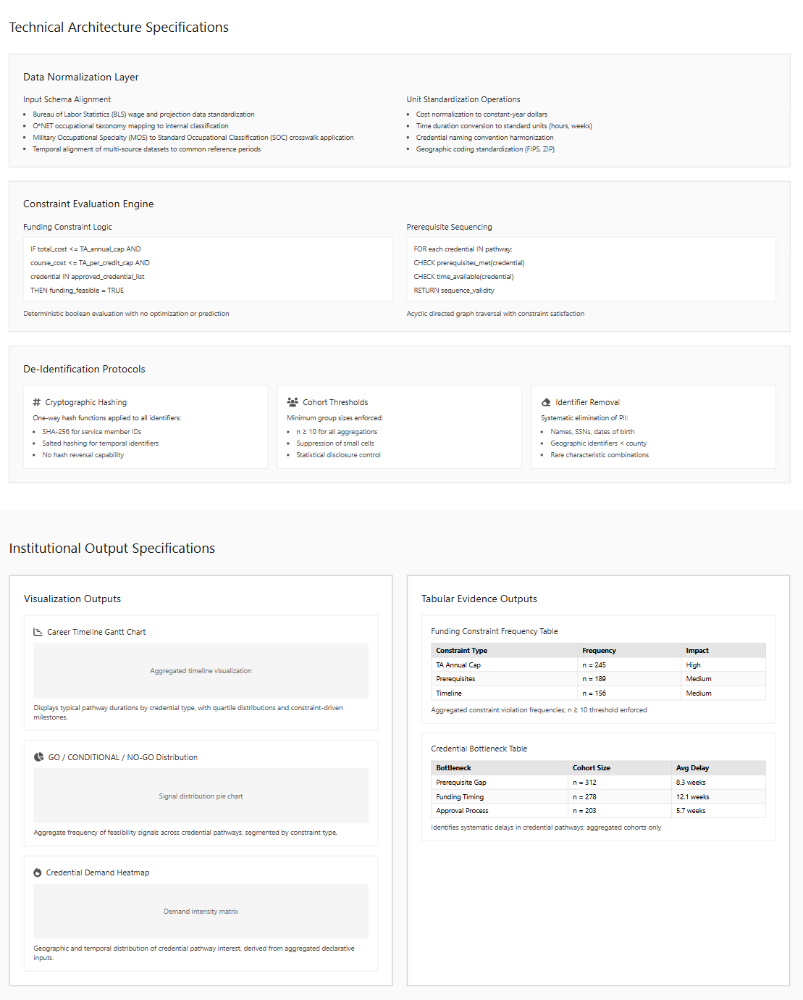 Technical Architecture Specifications
Data Normalization Layer
Input Schema Alignment
• Bureau of Labor Statistics (BLS) wage and projection data standardization
• O*NET occupational taxonomy mapping to internal classification
• Military Occupational Specialty (MOS) to Standard Occupational Classification (SOC) crosswalk application
• Temporal alignment of multi-source datasets to common reference periods
Unit Standardization Operations
• Cost normalization to constant-year dollars
• Time duration conversion to standard units (hours, weeks)
• Credential naming convention harmonization
• Geographic coding standardization (FIPS, ZIP)
Constraint Evaluation Engine
Funding Constraint Logic
IF total_cost <= TA_annual_cap AND
course_cost <= TA_per_credit_cap AND
credential IN approved_credential_list
THEN funding_feasible = TRUE
Deterministic boolean evaluation with no optimization or prediction
Prerequisite Sequencing
FOR each credential IN pathway:
CHECK prerequisites_met(credential)
CHECK time_available(credential)
RETURN sequence_validity
Acyclic directed graph traversal with constraint satisfaction
De-Identification Protocols
Cryptographic Hashing
One-way hash functions applied to all identifiers:
• SHA-256 for service member IDs
• Salted hashing for temporal identifiers
• No hash reversal capability
Cohort Thresholds
Minimum group sizes enforced:
• n ≥ 10 for all aggregations
• Suppression of small cells
• Statistical disclosure control
Identifier Removal
Systematic elimination of PII:
• Names, SSNs, dates of birth
• Geographic identifiers < county
• Rare characteristic combinations
Institutional Output Specifications
Visualization Outputs
Career Timeline Gantt Chart
Aggregated timeline visualization
Displays typical pathway durations by credential type, with quartile distributions and constraint-driven
milestones.
GO / CONDITIONAL / NO-GO Distribution
Signal distribution pie chart
Aggregate frequency of feasibility signals across credential pathways, segmented by constraint type.
Credential Demand Heatmap
Demand intensity matrix
Geographic and temporal distribution of credential pathway interest, derived from aggregated declarative
inputs.
Tabular Evidence Outputs
Funding Constraint Frequency Table
Constraint Type Frequency Impact
TA Annual Cap n = 245 High
Prerequisites n = 189 Medium
Timeline n = 156 Medium
Aggregated constraint violation frequencies; n ≥ 10 threshold enforced
Credential Bottleneck Table
Bottleneck Cohort Size Avg Delay
Prerequisite Gap n = 312 8.3 weeks
Funding Timing n = 278 12.1 weeks
Approval Process n = 203 5.7 weeks
Identifies systematic delays in credential pathways; aggregated cohorts only